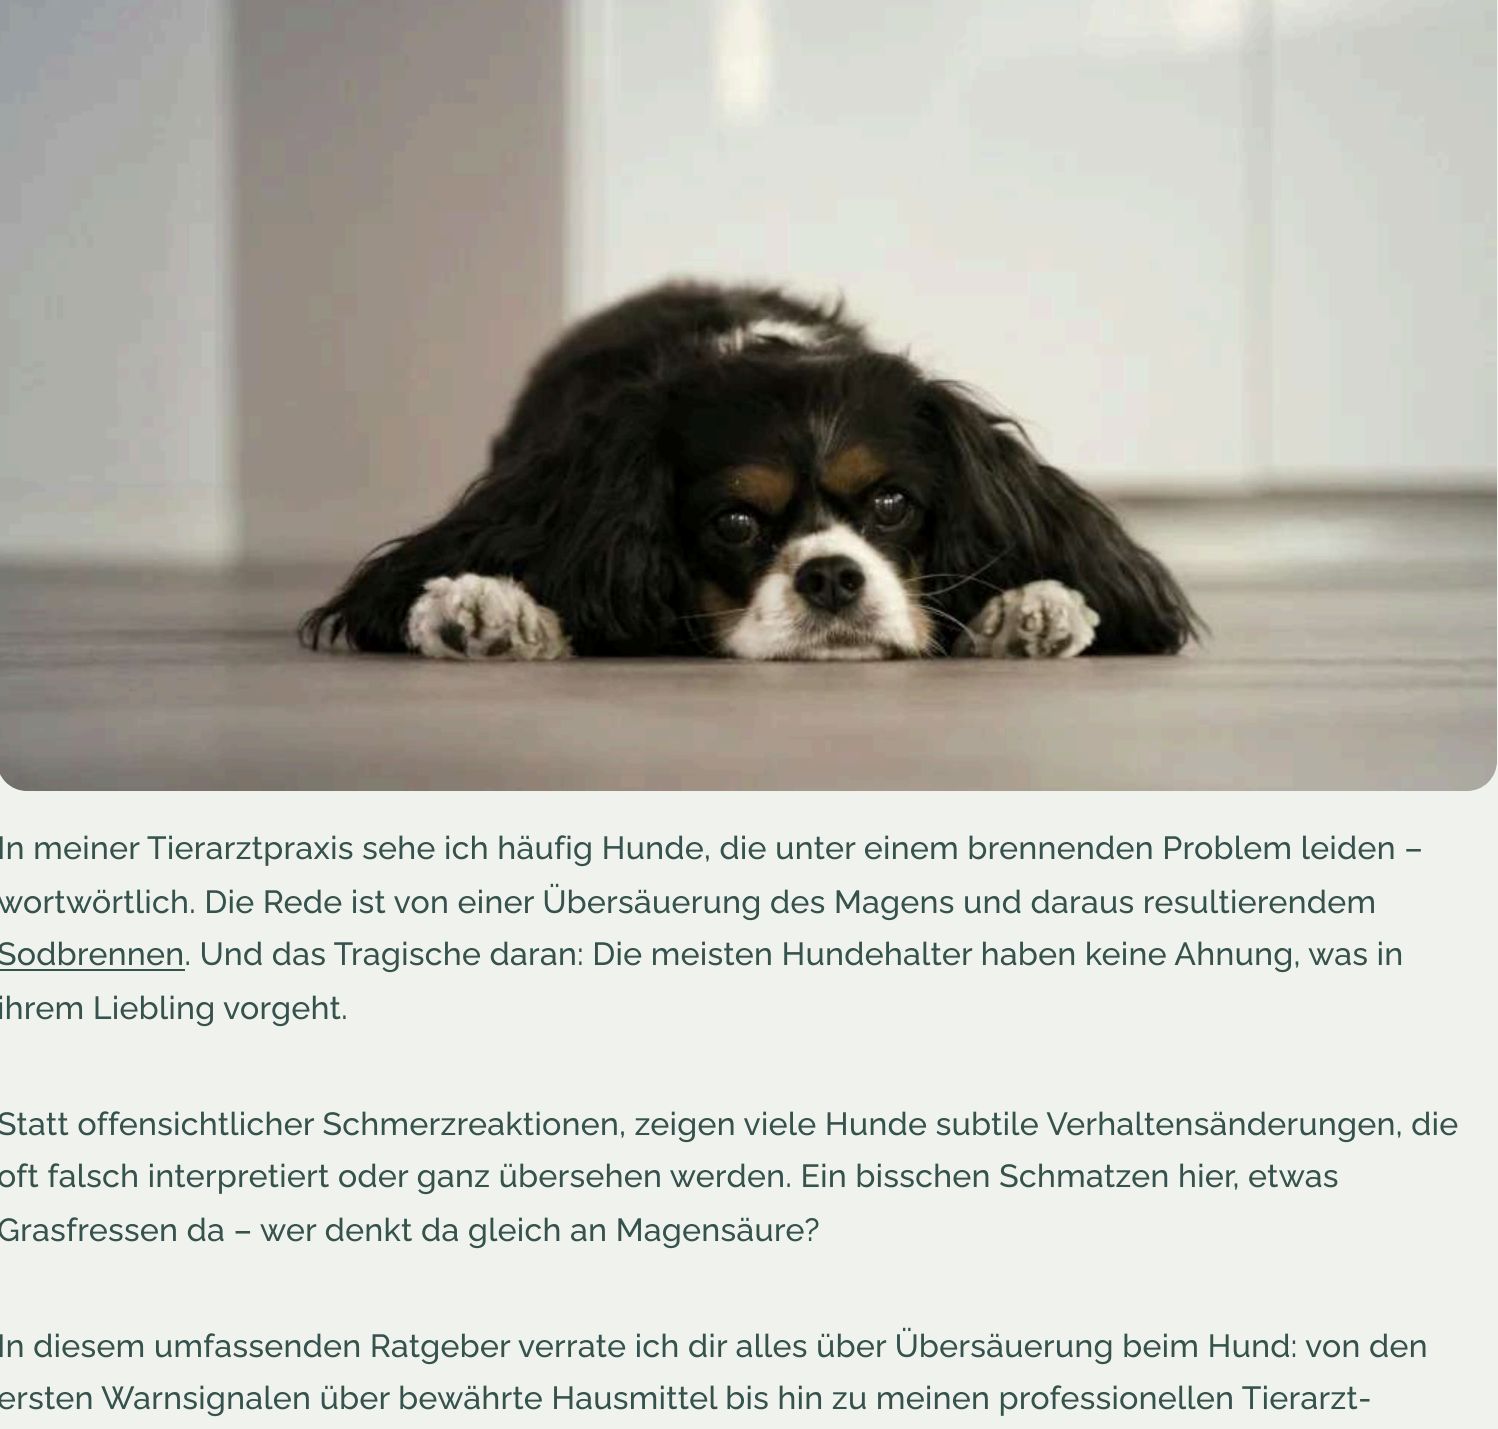 In meiner Tierarztpraxis sehe ich häufig Hunde, die unter einem brennenden Problem leiden –
wortwörtlich. Die Rede ist von einer Übersäuerung des Magens und daraus resultierendem
Sodbrennen. Und das Tragische daran: Die meisten Hundehalter haben keine Ahnung, was in
ihrem Liebling vorgeht.
Statt offensichtlicher Schmerzreaktionen, zeigen viele Hunde subtile Verhaltensänderungen, die
oft falsch interpretiert oder ganz übersehen werden. Ein bisschen Schmatzen hier, etwas
Grasfressen da – wer denkt da gleich an Magensäure?
In diesem umfassenden Ratgeber verrate ich dir alles über Übersäuerung beim Hund: von den
ersten Warnsignalen über bewährte Hausmittel bis hin zu meinen professionellen Tierarzt-